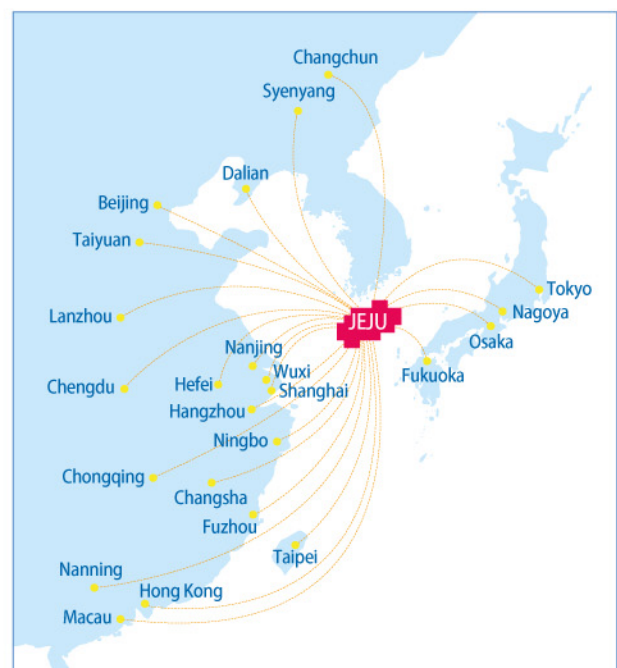 Changchun
Syenyang
Dalian
Beijing
Taiyuan
Tokyo
Lanzhou
Nagoya
JEJU
Osaka
Nanjing
Fukuoka
Wuxi
Chengdu
Hefei
Shanghai
Hangzhou
Ningbo
Chongqing
Changsha
Fuzhou
Taipei
Nanning
Hong Kong
Macau